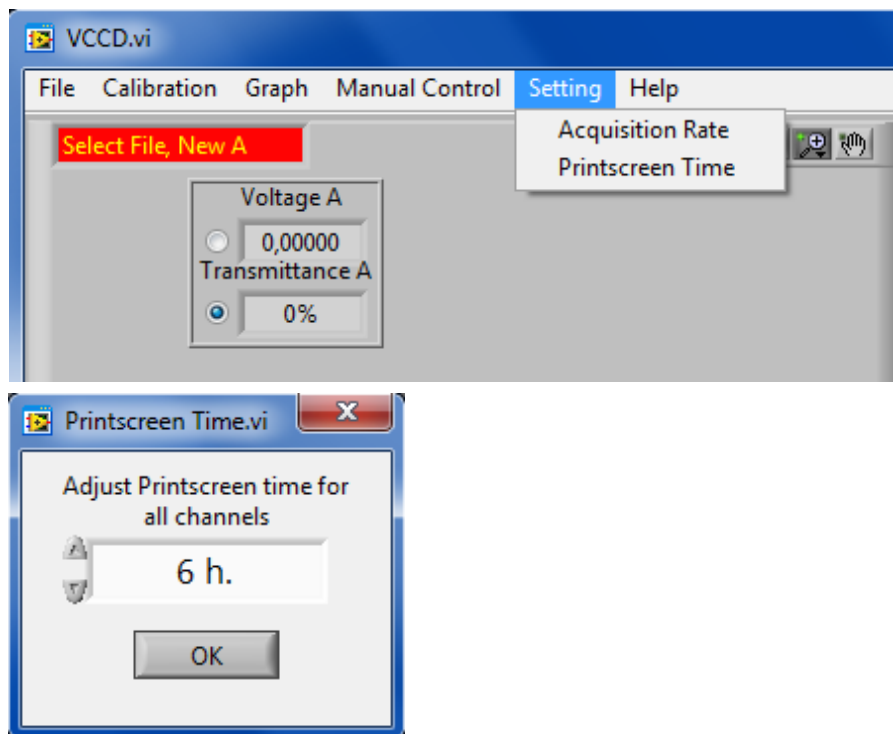 VCCD.vi
File Calibration Graph Manual Control Setting Help
Acquisition Rate
Printscreen Time
Select File, New A
Voltage A
0,00000
Transmittance A
0%
Printscreen Time.vi
Adjust Printscreen time for
all channels
6 h.
OK